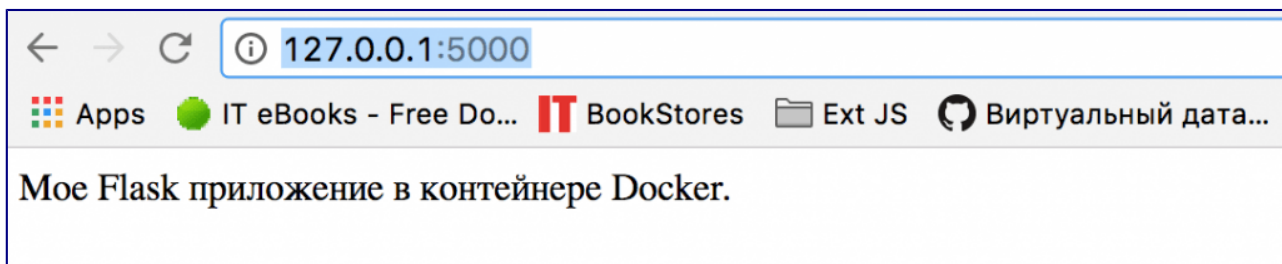 127.0.0.1:5000
Apps IT eBooks - Free Do... IT BookStores Ext JS Виртуальный дата...
Мое Flask приложение в контейнере Docker.